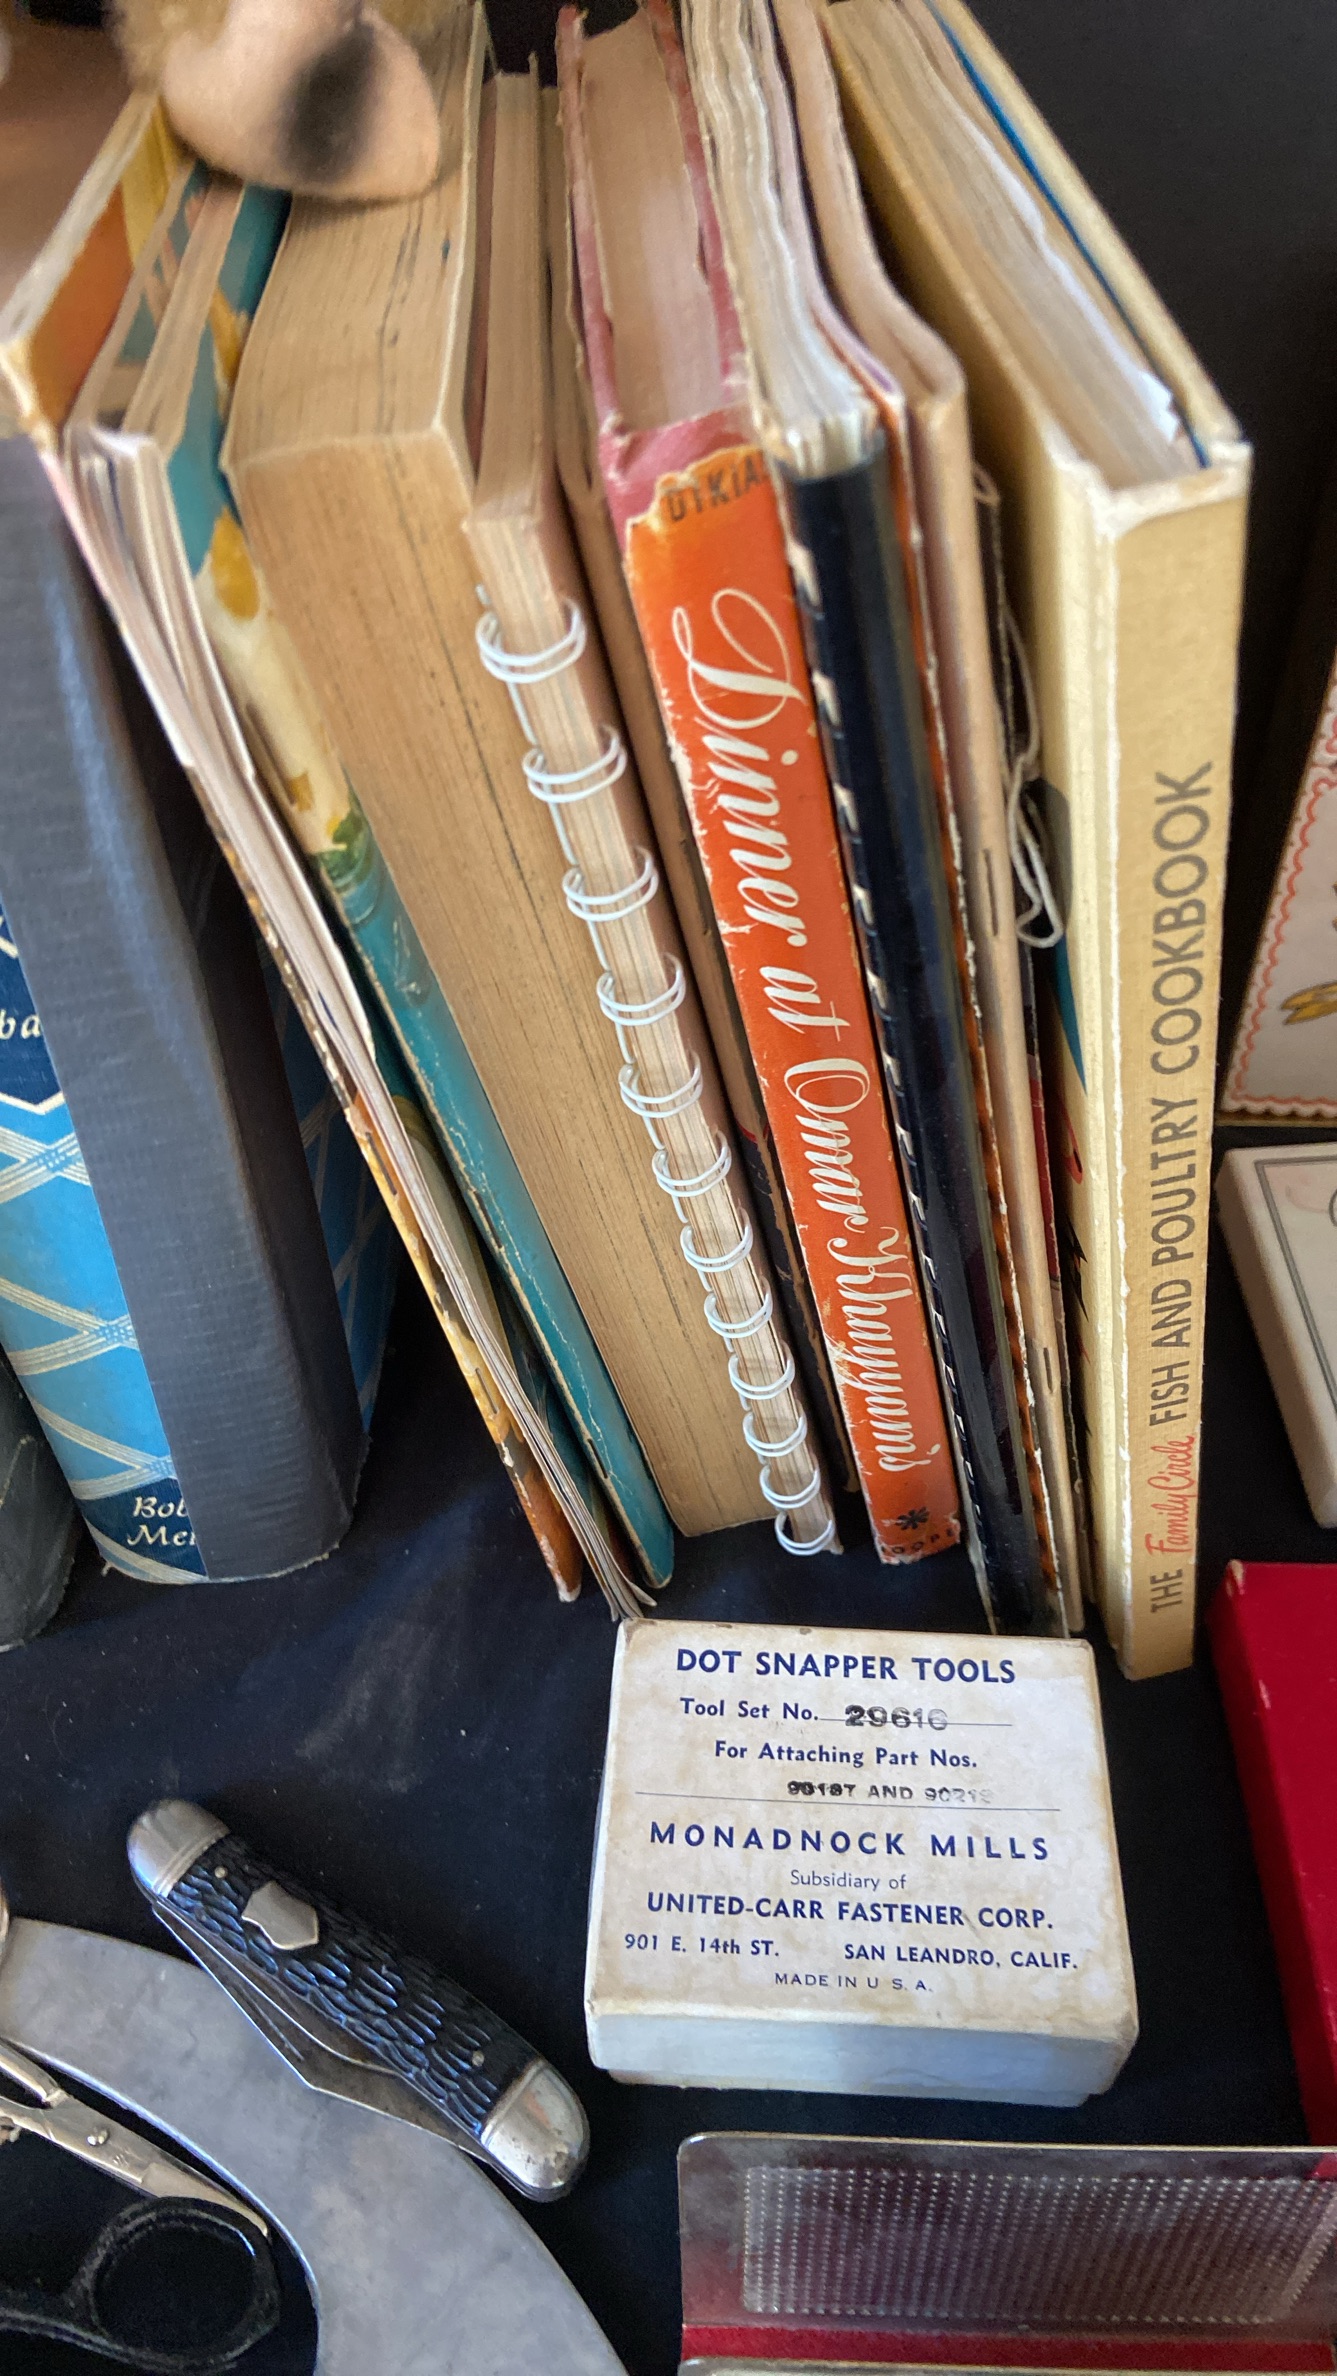 Dinner at Omar Khayyam's
THE Family Circle FISH AND POULTRY COOKBOOK
DOT SNAPPER TOOLS
Tool Set No. 29616
For Attaching Part Nos.
90187 AND
MONADNOCK MILLS
Subsidiary of
UNITED-CARR FASTENER CORP.
901 E. 14th ST. SAN LEANDRO, CALIF.
MADE IN U. S. A.